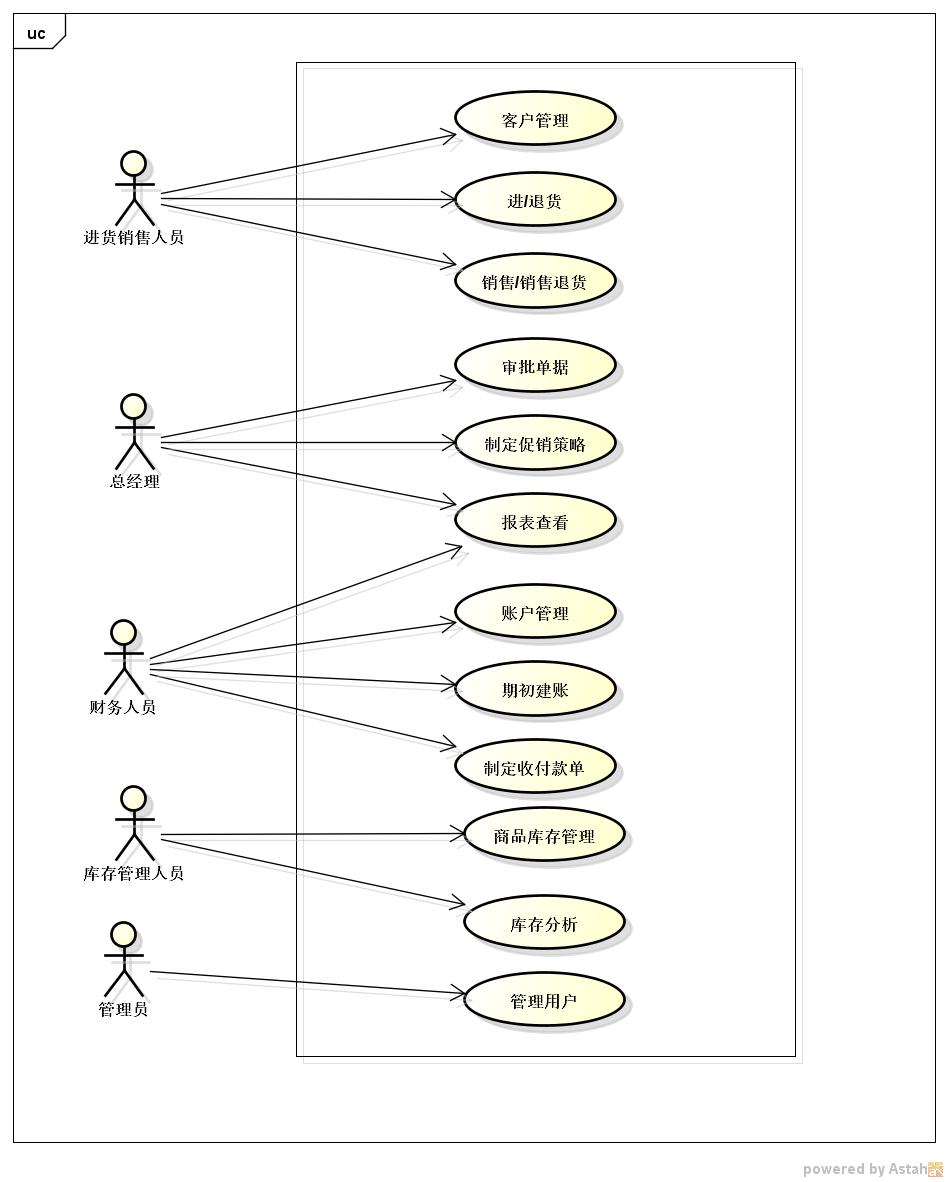 uc
客户管理
进/退货
进货销售人员
销售/销售退货
审批单据
制定促销策略
总经理
报表查看
账户管理
期初建账
财务人员
制定收付款单
商品库存管理
库存管理人员
库存分析
管理用户
管理员
powered by Astah